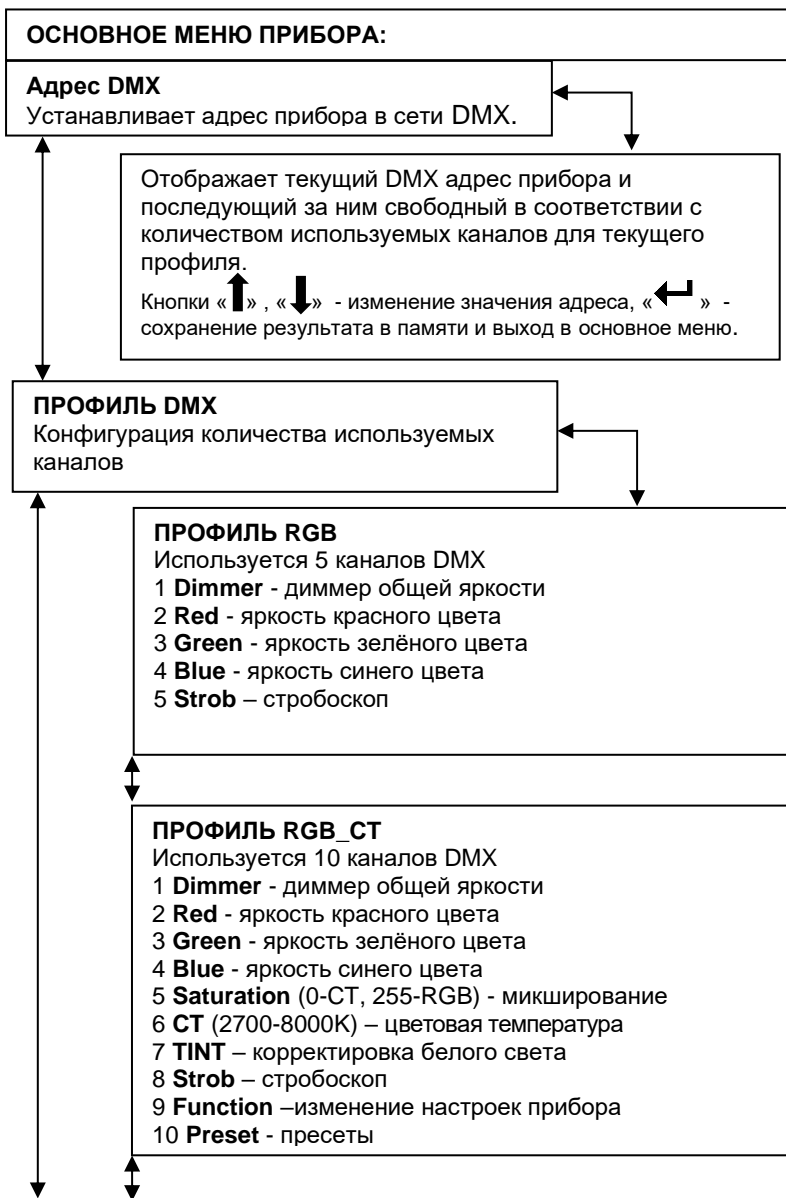 ОСНОВНОЕ МЕНЮ ПРИБОРА:
Адрес DMX
Устанавливает адрес прибора в сети DMX.
Отображает текущий DMX адрес прибора и
последующий за ним свободный в соответствии с
количеством используемых каналов для текущего
профиля.
Кнопки «⬆» , «⬇» - изменение значения адреса, «↵ » -
сохранение результата в памяти и выход в основное меню.
ПРОФИЛЬ DMX
Конфигурация количества используемых
каналов
ПРОФИЛЬ RGB
Используется 5 каналов DMX
1 Dimmer - диммер общей яркости
2 Red - яркость красного цвета
3 Green - яркость зелёного цвета
4 Blue - яркость синего цвета
5 Strob – стробоскоп
ПРОФИЛЬ RGB_CT
Используется 10 каналов DMX
1 Dimmer - диммер общей яркости
2 Red - яркость красного цвета
3 Green - яркость зелёного цвета
4 Blue - яркость синего цвета
5 Saturation (0-CT, 255-RGB) - микширование
6 CT (2700-8000K) – цветовая температура
7 TINT – корректировка белого света
8 Strob – стробоскоп
9 Function –изменение настроек прибора
10 Preset - пресеты